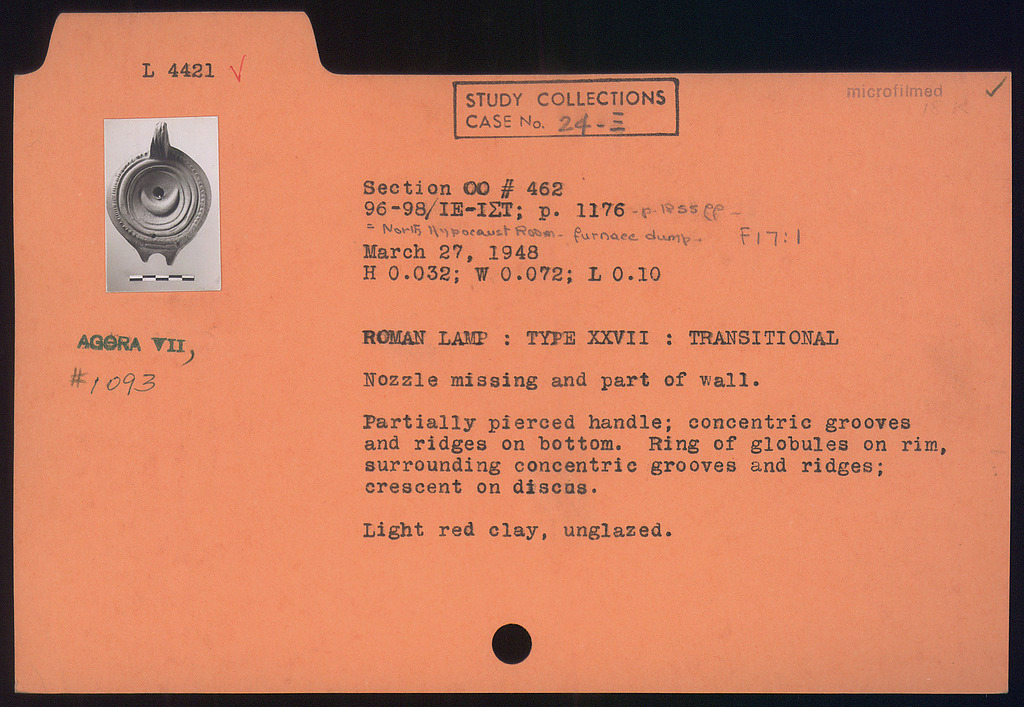 L 4421 ✓
microfilmed ✓
STUDY COLLECTIONS
CASE No. 24-Ξ
Section OO # 462
96-98/ΙΕ-ΙΣΤ; p. 1176 - p. 1255 ff -
= North Hypocaust Room - furnace dump - F17:1
March 27, 1948
H 0.032; W 0.072; L 0.10
AGORA VII,
#1093
ROMAN LAMP : TYPE XXVII : TRANSITIONAL
Nozzle missing and part of wall.
Partially pierced handle; concentric grooves
and ridges on bottom. Ring of globules on rim,
surrounding concentric grooves and ridges;
crescent on discus.
Light red clay, unglazed.